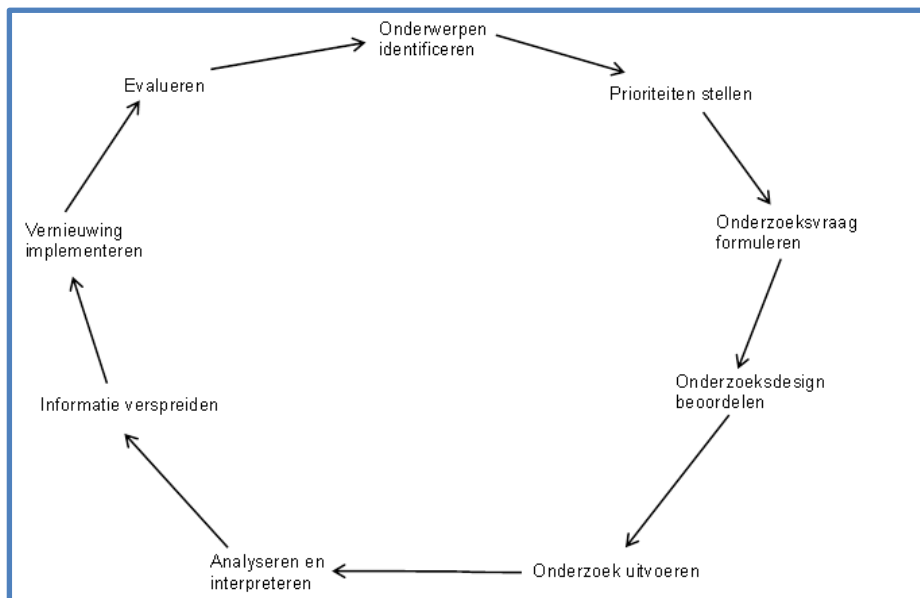 Onderwerpen
identificeren
Prioriteiten stellen
Onderzoeksvraag
formuleren
Onderzoeksdesign
beoordelen
Onderzoek uitvoeren
Analyseren en
interpreteren
Informatie verspreiden
Vernieuwing
implementeren
Evalueren